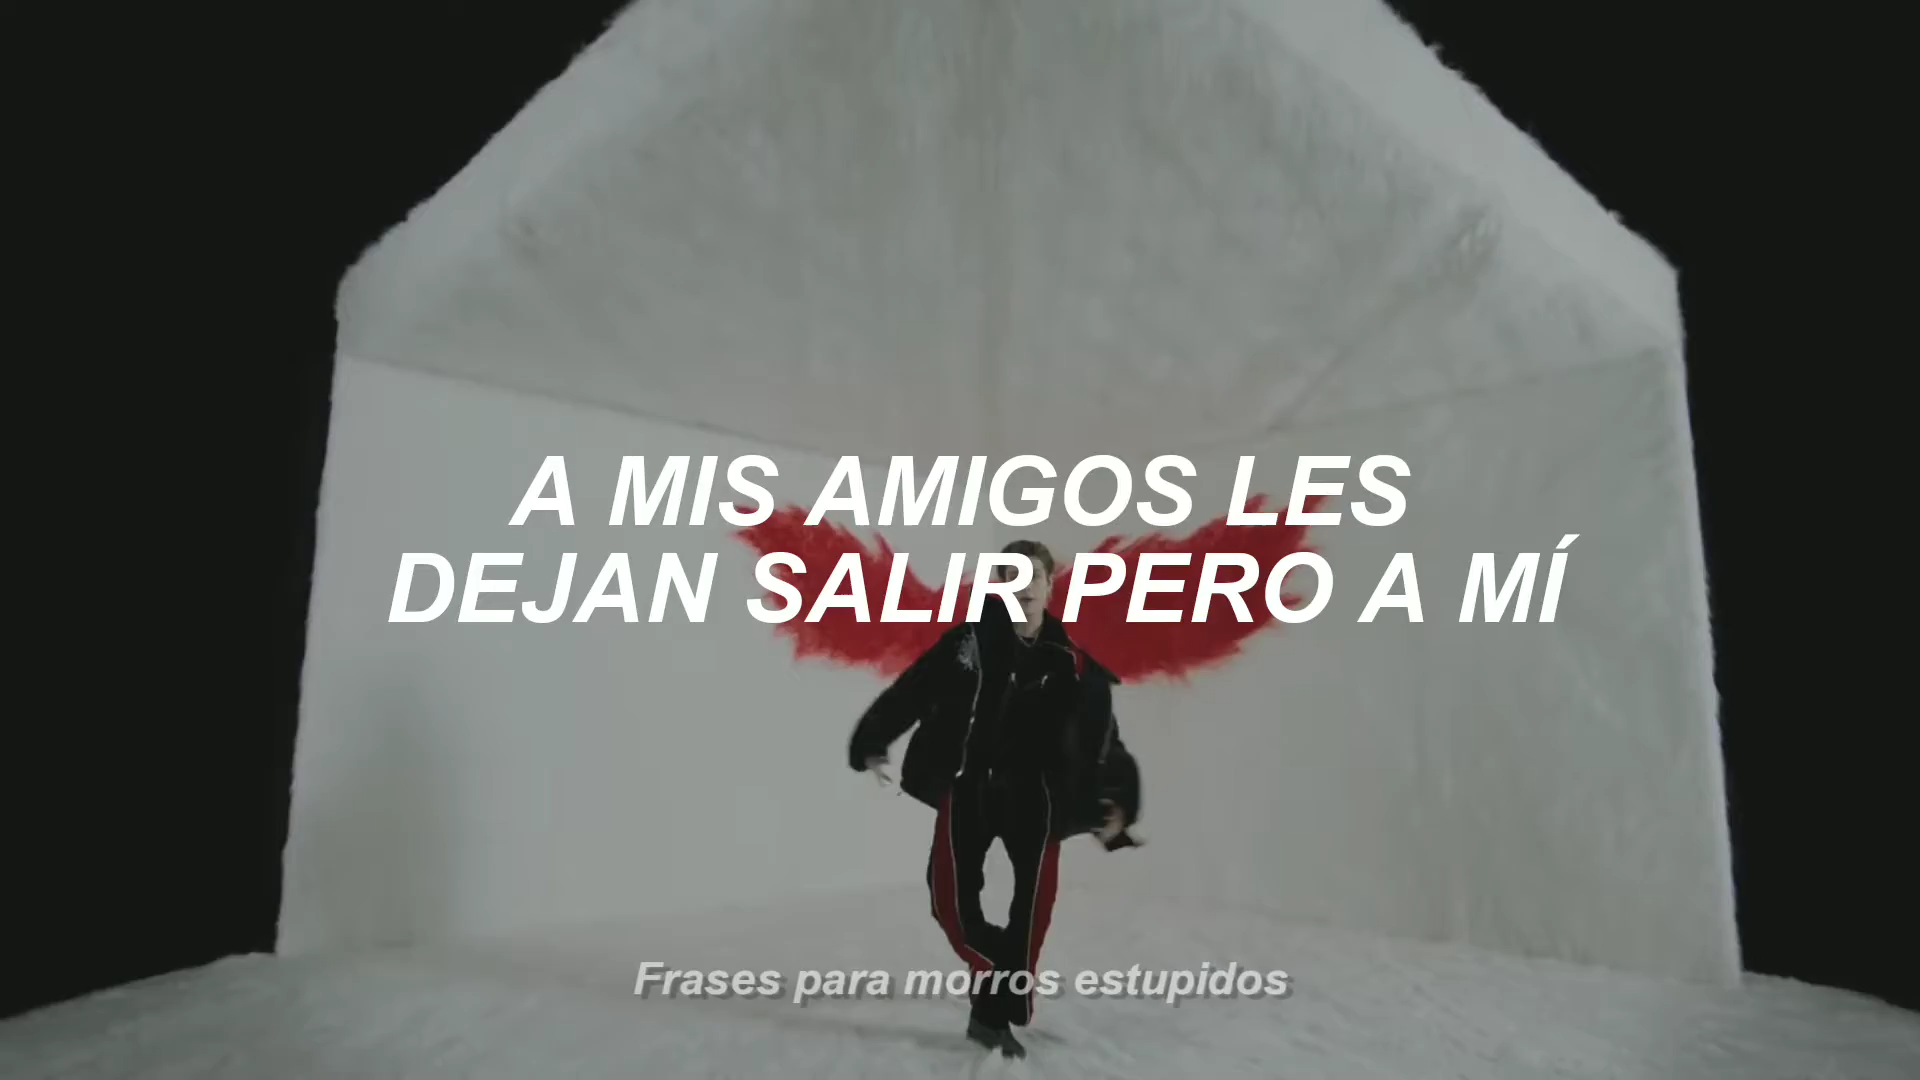 A MIS AMIGOS LES
DEJAN SALIR PERO A MÍ
Frases para morros estupidos